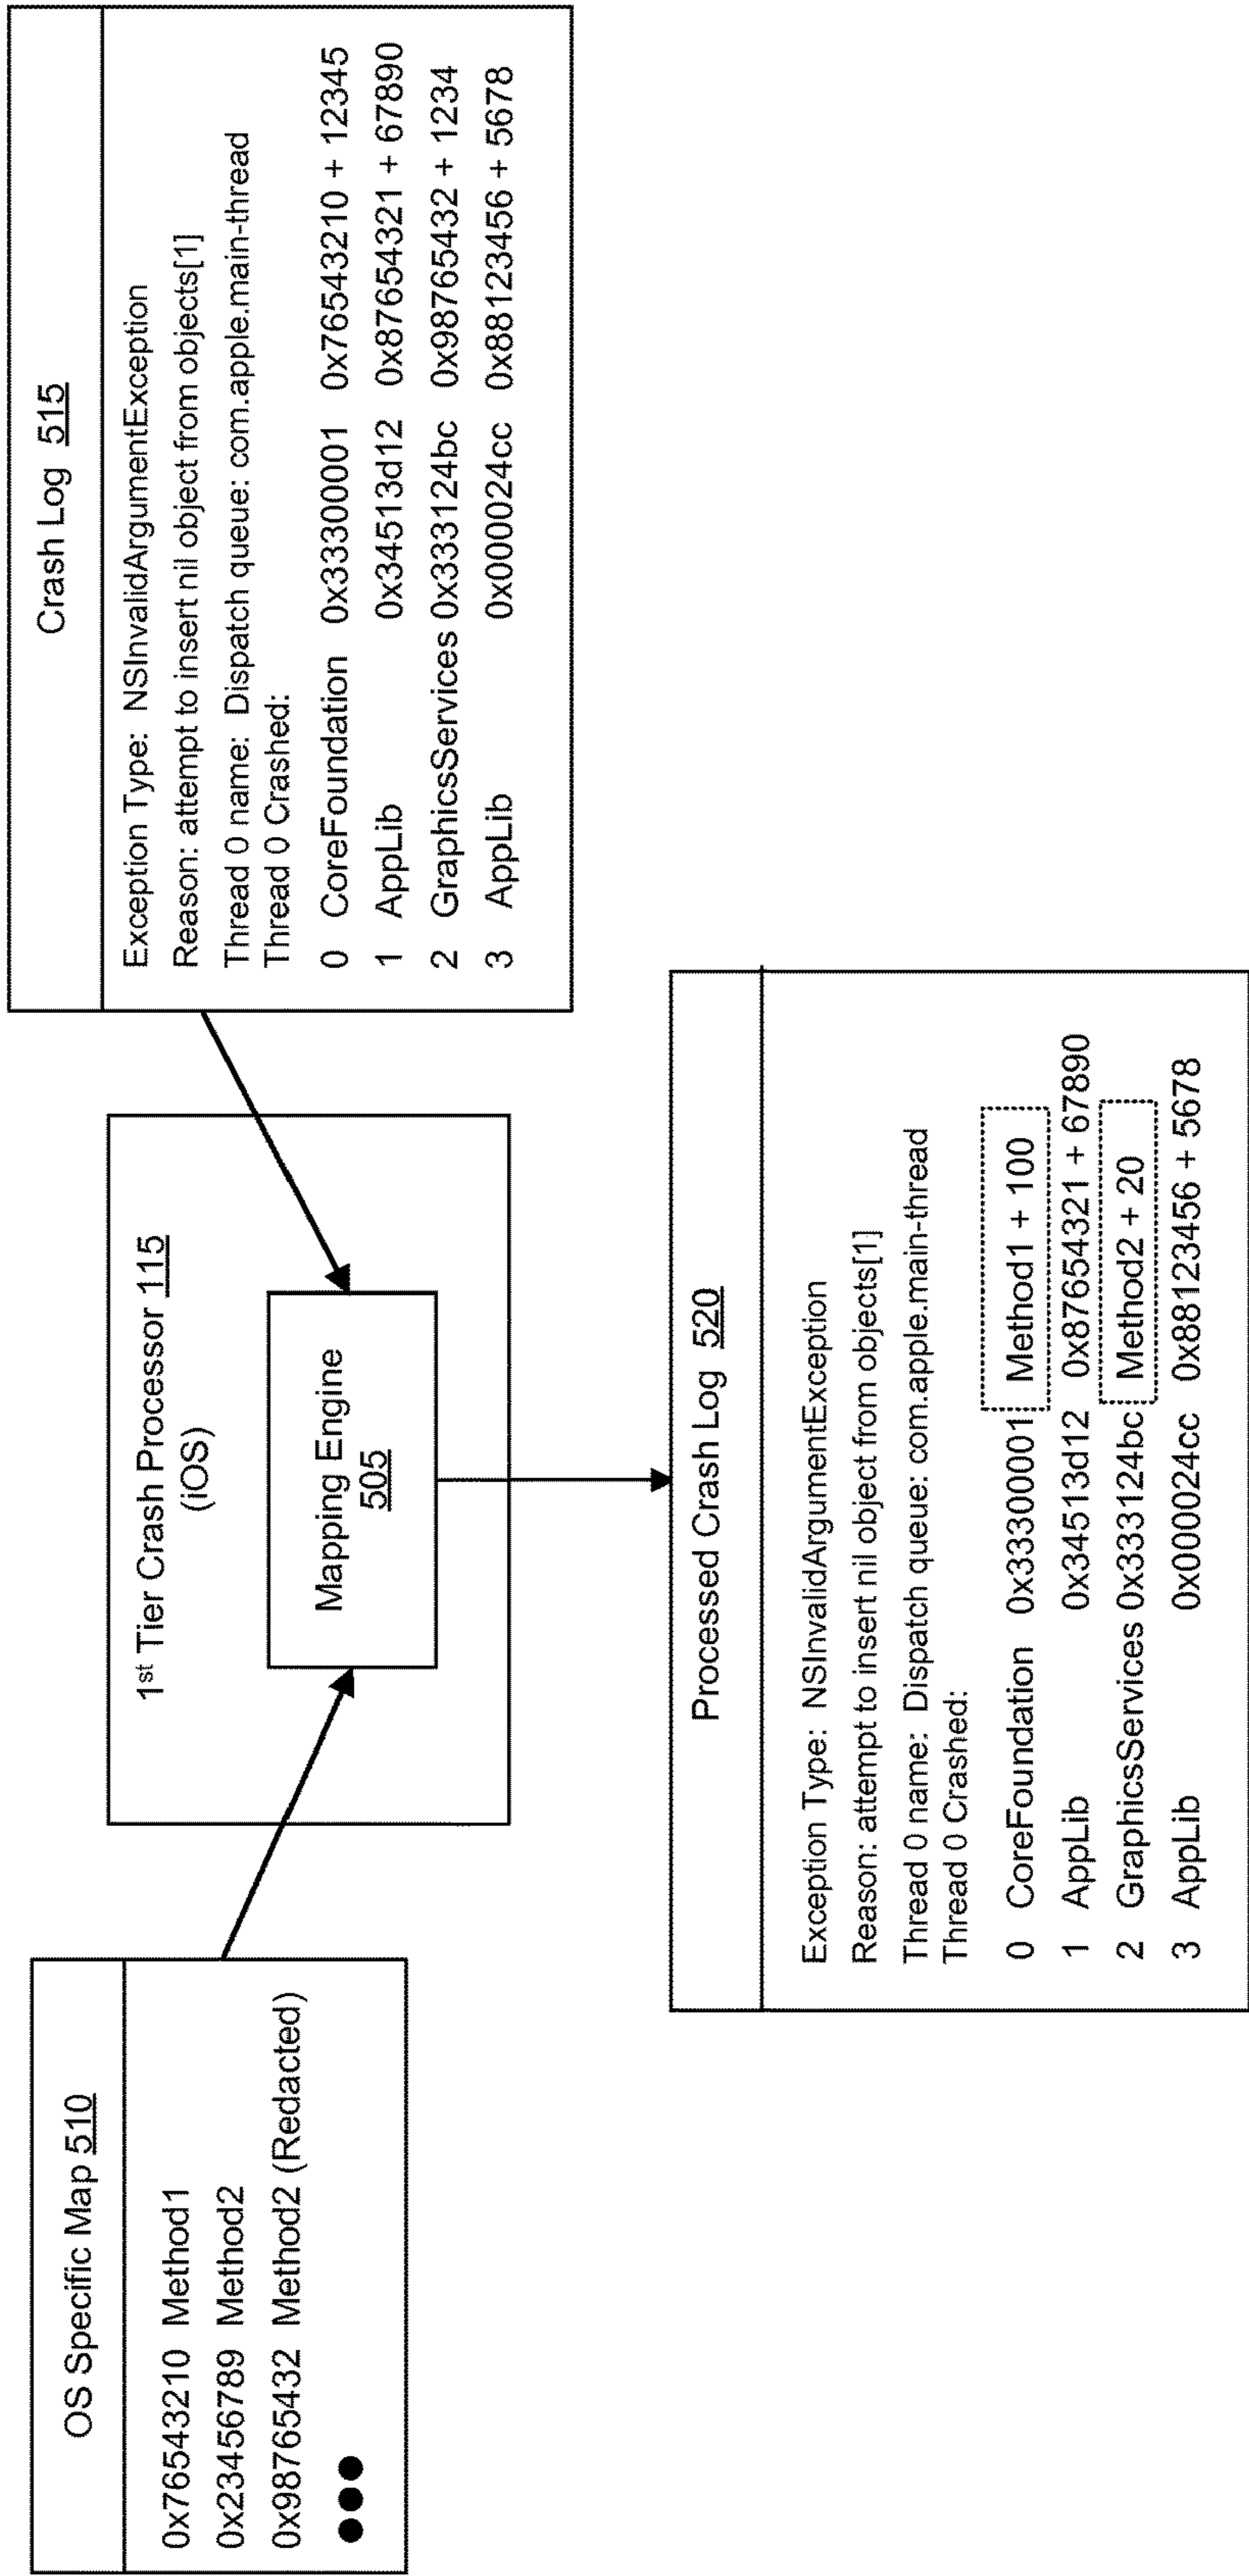 OS Specific Map 510
0x76543210 Method1
0x23456789 Method2
0x98765432 Method2 (Redacted)
1st Tier Crash Processor 115
(iOS)
Mapping Engine
505
Crash Log 515
Exception Type: NSInvalidArgumentException
Reason: attempt to insert nil object from objects[1]
Thread 0 name: Dispatch queue: com.apple.main-thread
Thread 0 Crashed:
0 CoreFoundation 0x3330001 0x76543210 + 12345
1 AppLib 0x34513d12 0x87654321 + 67890
2 GraphicsServices 0x333124bc 0x98765432 + 1234
3 AppLib 0x000024cc 0x88123456 + 5678
Processed Crash Log 520
Exception Type: NSInvalidArgumentException
Reason: attempt to insert nil object from objects[1]
Thread 0 name: Dispatch queue: com.apple.main-thread
Thread 0 Crashed:
0 CoreFoundation 0x33300001 Method1 + 100
1 AppLib 0x34513d12 0x87654321 + 67890
2 GraphicsServices 0x333124bc Method2 + 20
3 AppLib 0x000024cc 0x88123456 + 5678